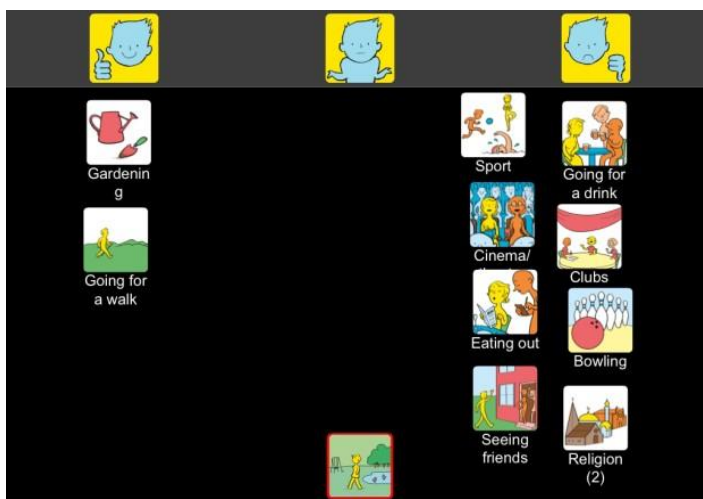 Gardenin
g
Going for
a walk
Sport
Cinema/
Eating out
Seeing
friends
Going for
a drink
Clubs
Bowling
Religion
(2)